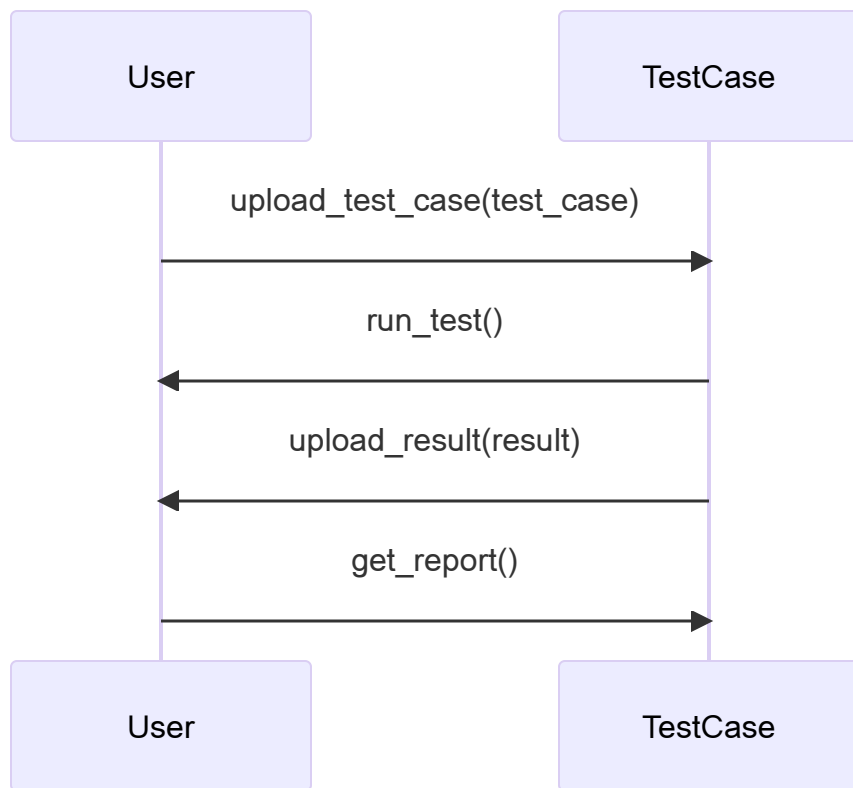 User
TestCase
upload_test_case(test_case)
run_test()
upload_result(result)
get_report()
User
TestCase